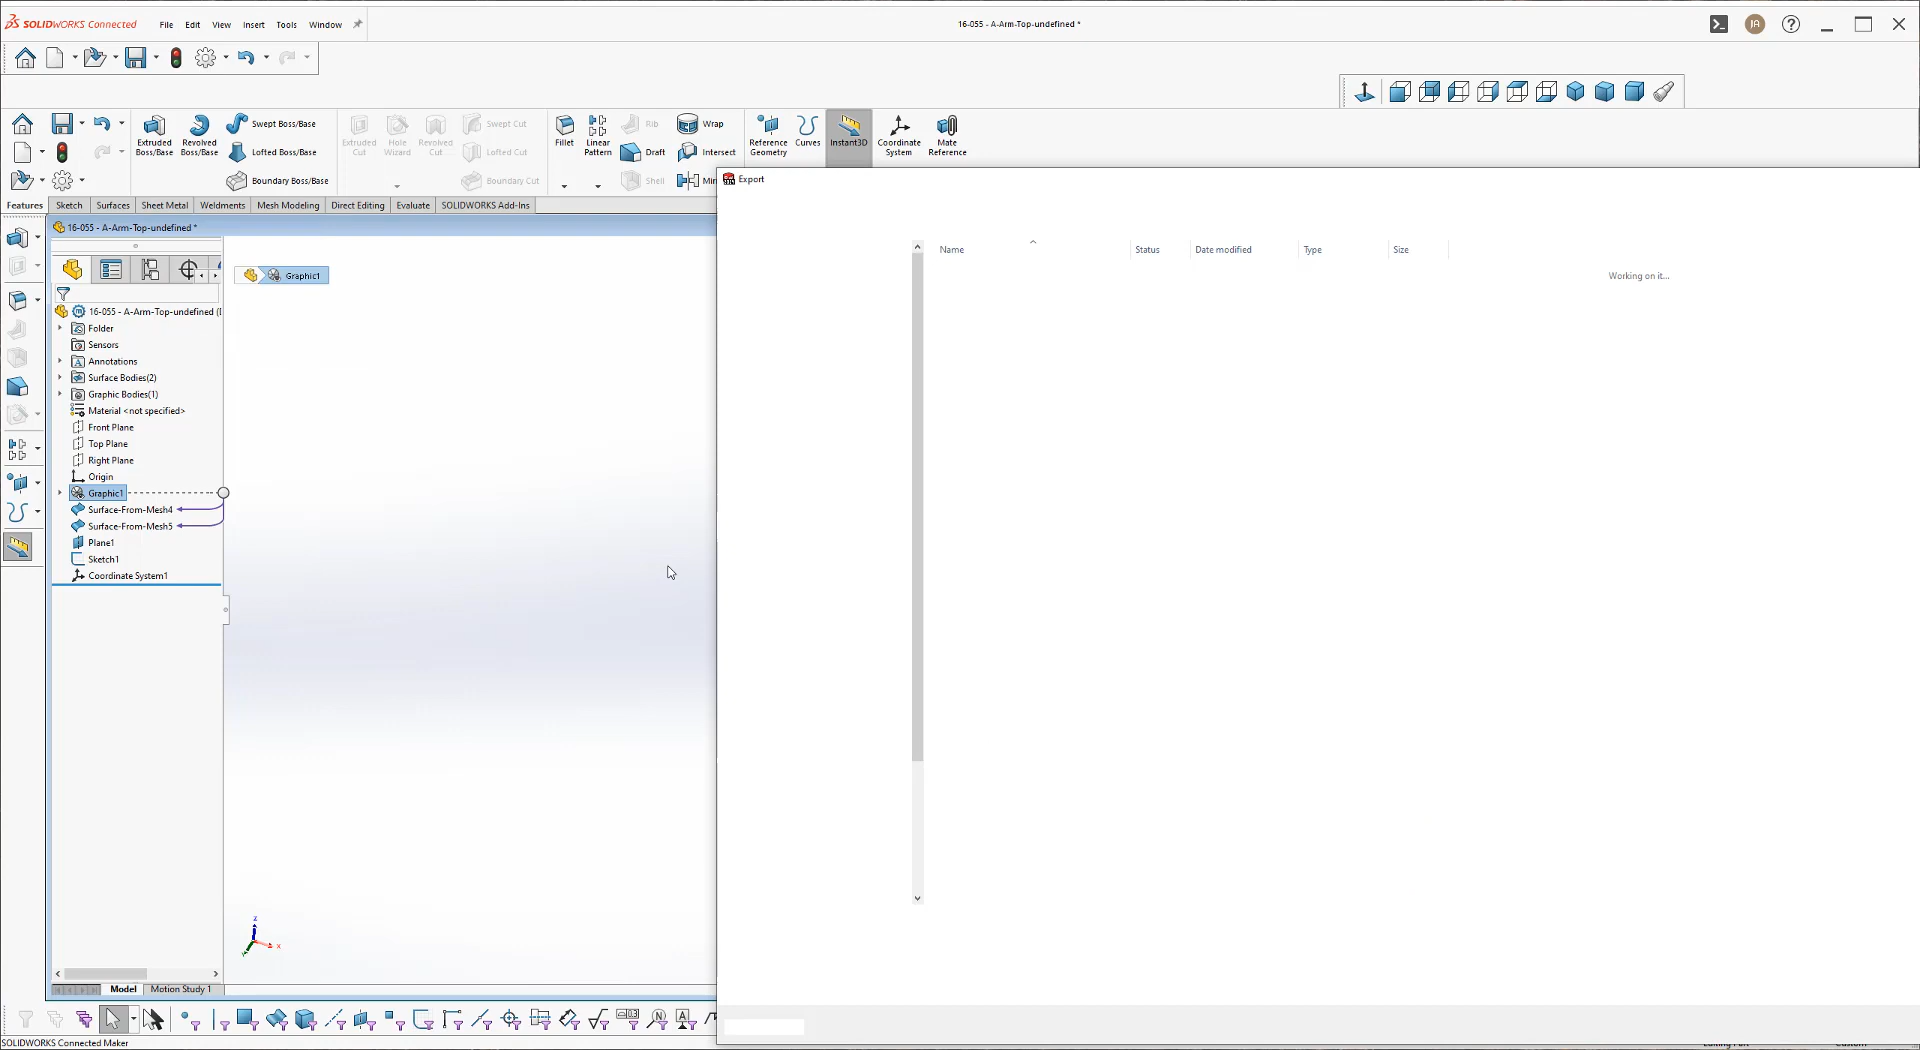 SOLIDWORKS Connected
File Edit View Insert Tools Window
16-055 - A-Arm-Top-undefined *
IA
Extruded Boss/Base
Revolved Boss/Base
Swept Boss/Base
Lofted Boss/Base
Boundary Boss/Base
Extruded Cut
Hole Wizard
Revolved Cut
Swept Cut
Lofted Cut
Boundary Cut
Fillet
Linear Pattern
Rib
Draft
Shell
Wrap
Intersect
Reference Geometry
Curves
Instant3D
Coordinate System
Mate Reference
Features Sketch Surfaces Sheet Metal Weldments Mesh Modeling Direct Editing Evaluate SOLIDWORKS Add-Ins
16-055 - A-Arm-Top-undefined *
Graphic1
16-055 - A-Arm-Top-undefined (
Folder
Sensors
Annotations
Surface Bodies(2)
Graphic Bodies(1)
Material <not specified>
Front Plane
Top Plane
Right Plane
Origin
Graphic1
Surface-From-Mesh4
Surface-From-Mesh5
Plane1
Sketch1
Coordinate System1
Z
X
Y
Model Motion Study 1
SOLIDWORKS Connected Maker
Export
Name Status Date modified Type Size
Working on it...